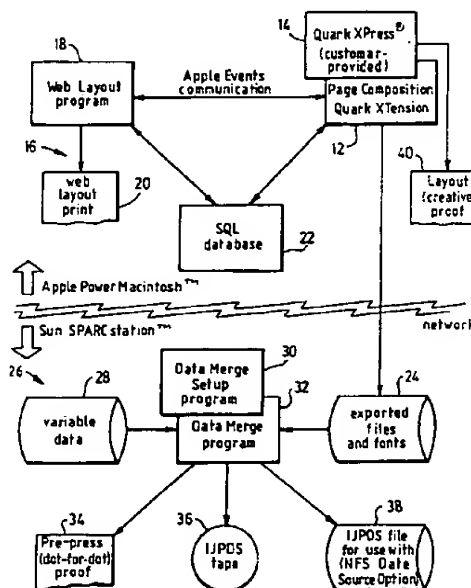 14
Quark XPress®
(customar-
provided)
18
Web Layout
program
Apple Events
communication
Page Composition
Quark XTension
16
12
40
web
layout
print
20
Layout
(creative)
proof
SQL
database
22
Apple Power Macintosh™
Sun SPARCstation™
network
26
28
30
Data Merge
Setup
program
32
24
variable
data
Data Merge
program
exported
files
and fonts
34
36
38
Pre-press
(dot-for-dot)
proof
IJPDS
tape
IJPDS file
for use with
(NFS Date
Source Option)